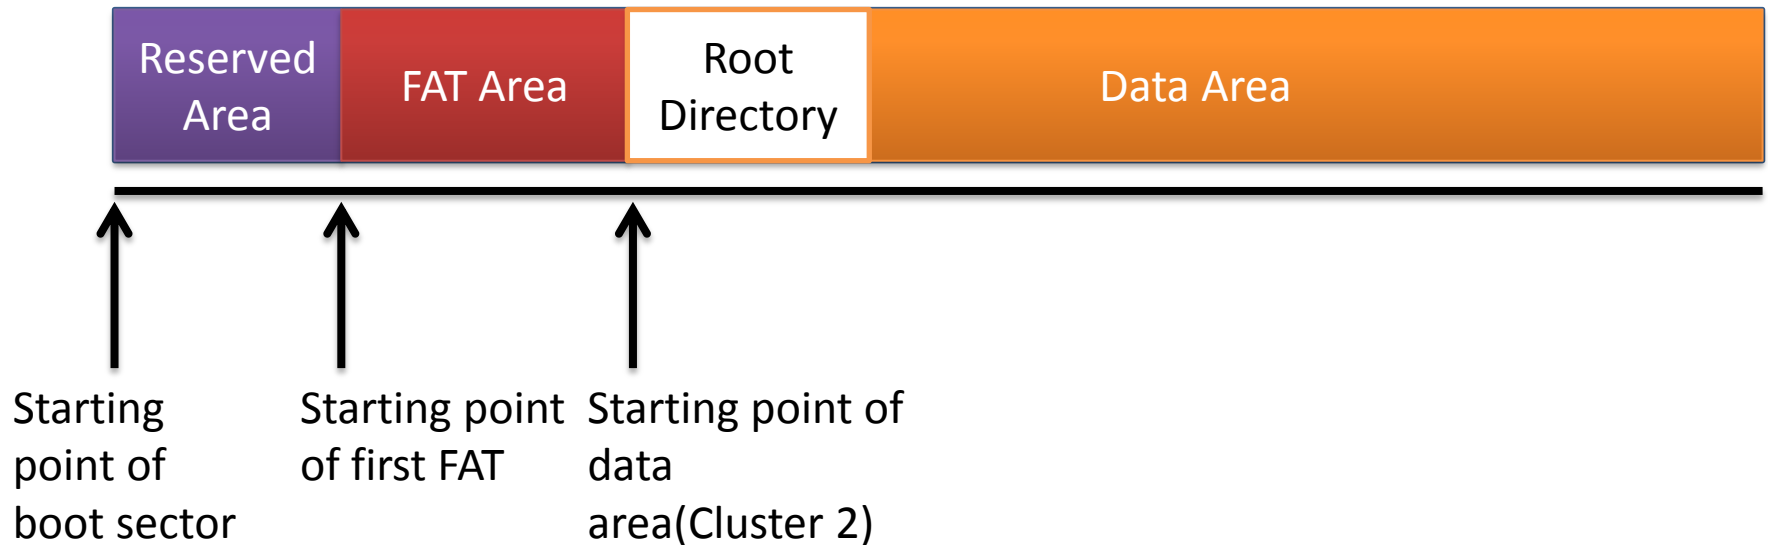 Reserved
Area
FAT Area
Root
Directory
Data Area
Starting
point of
boot sector
Starting point
of first FAT
Starting point of
data
area(Cluster 2)